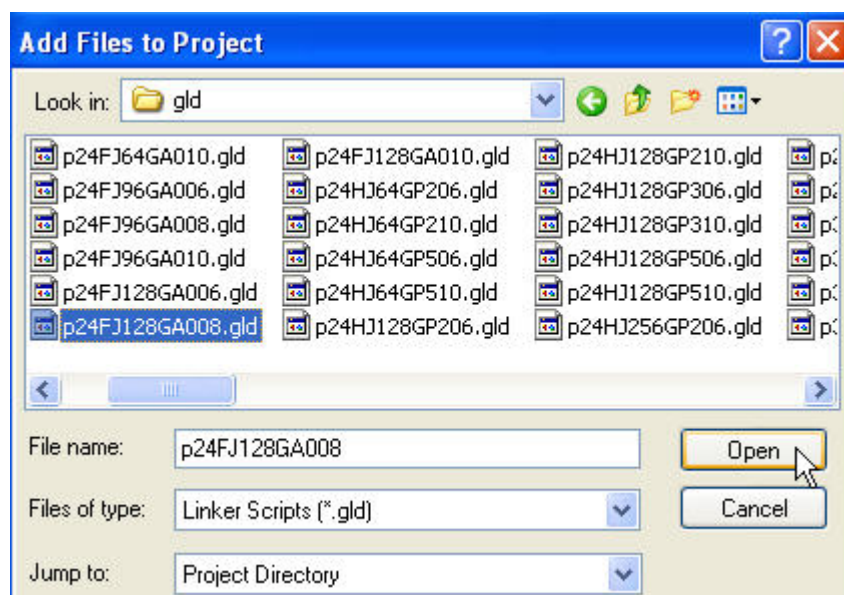 Add Files to Project
Look in: gld
p24FJ64GA010.gld p24FJ128GA010.gld p24HJ128GP210.gld
p24FJ96GA006.gld p24HJ64GP206.gld p24HJ128GP306.gld
p24FJ96GA008.gld p24HJ64GP210.gld p24HJ128GP310.gld
p24FJ96GA010.gld p24HJ64GP506.gld p24HJ128GP506.gld
p24FJ128GA006.gld p24HJ64GP510.gld p24HJ128GP510.gld
p24FJ128GA008.gld p24HJ128GP206.gld p24HJ256GP206.gld
File name: p24FJ128GA008 Open
Files of type: Linker Scripts (*.gld) Cancel
Jump to: Project Directory